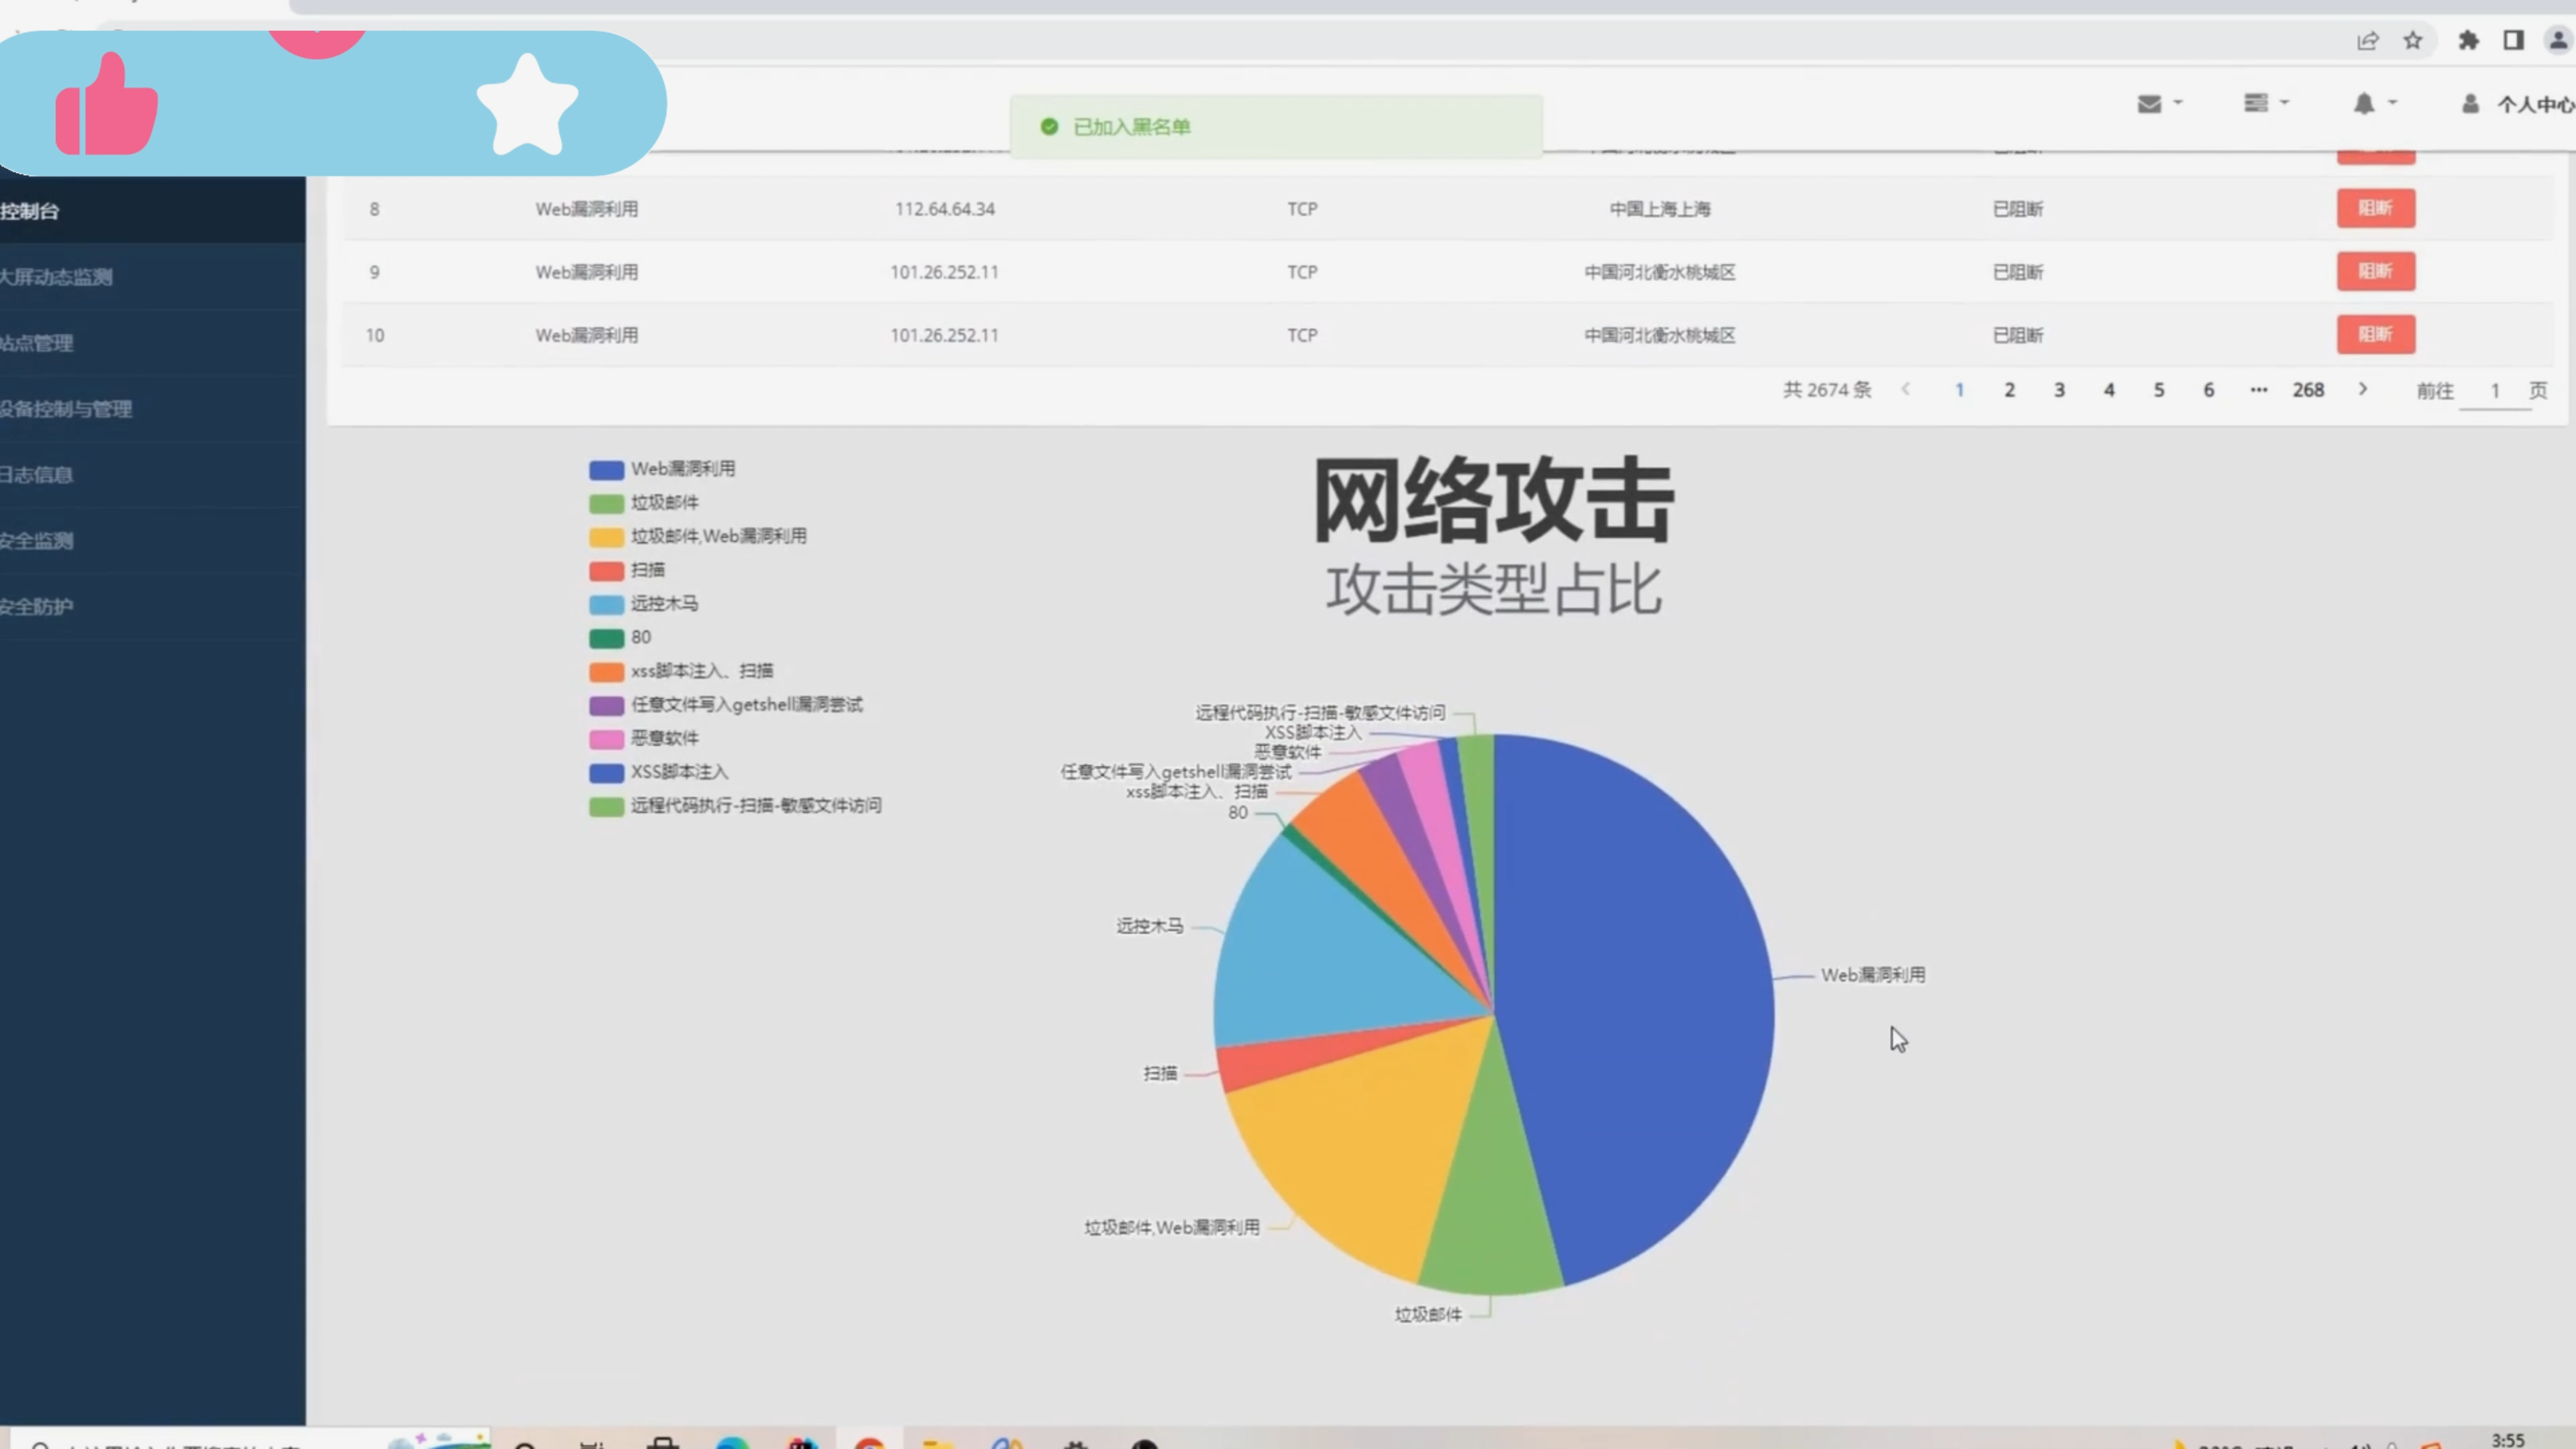 已加入黑名单
个人中心
控制台
大屏动态监测
站点管理
设备控制与管理
日志信息
安全监测
安全防护
8 Web漏洞利用 112.64.64.34 TCP 中国上海上海 已阻断 阻断
9 Web漏洞利用 101.26.252.11 TCP 中国河北衡水桃城区 已阻断 阻断
10 Web漏洞利用 101.26.252.11 TCP 中国河北衡水桃城区 已阻断 阻断
共 2674 条 1 2 3 4 5 6 ··· 268 前往 1 页
Web漏洞利用
垃圾邮件
垃圾邮件,Web漏洞利用
扫描
远控木马
80
xss脚本注入、扫描
任意文件写入getshell漏洞尝试
恶意软件
XSS脚本注入
远程代码执行-扫描-敏感文件访问
网络攻击
攻击类型占比
远程代码执行-扫描-敏感文件访问
XSS脚本注入
恶意软件
任意文件写入getshell漏洞尝试
xss脚本注入、扫描
80
远控木马
Web漏洞利用
扫描
垃圾邮件,Web漏洞利用
垃圾邮件
3:55